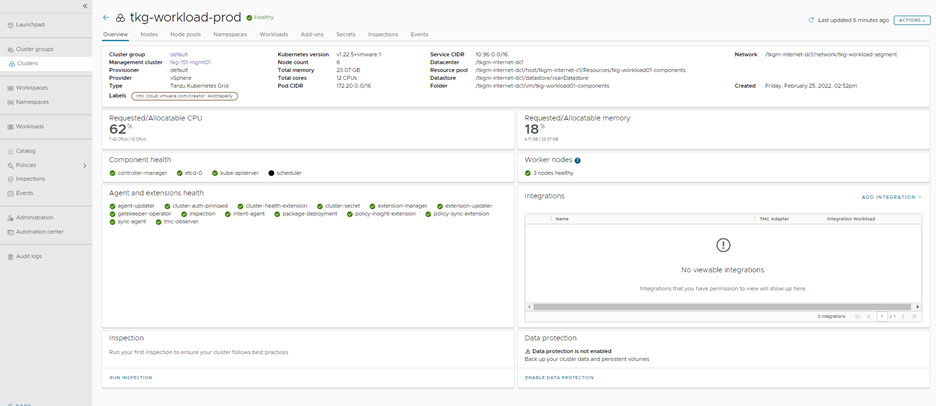 tkg-workload-prod Healthy
Last updated 6 minutes ago ACTIONS
Launchpad
Cluster groups
Clusters
Workspaces
Namespaces
Workloads
Catalog
Policies
Inspections
Events
Administration
Automation center
Audit logs
Overview Nodes Node pools Namespaces Workloads Add-ons Secrets Inspections Events
Cluster group default
Management cluster tkg-151-mgmt01
Provisioner default
Provider vSphere
Type Tanzu Kubernetes Grid
Labels tmc.cloud.vmware.com/creator: kkothapally
Kubernetes version v1.22.5+vmware.1
Node count 6
Total memory 23.07 GB
Total cores 12 CPUs
Pod CIDR 172.20.0.0/16
Service CIDR 10.96.0.0/16
Datacenter /tkgm-internet-dc1
Resource pool /tkgm-internet-dc1/host/tkgm-internet-c1/Resources/tkg-workload01-components
Datastore /tkgm-internet-dc1/datastore/vsanDatastore
Folder /tkgm-internet-dc1/vm/tkg-workload01-components
Network /tkgm-internet-dc1/network/tkg-workload-segment
Created Friday, February 25, 2022, 02:52pm
Requested/Allocatable CPU
62 %
7.42 CPUs / 12 CPUs
Requested/Allocatable memory
18 %
4.17 GB / 23.07 GB
Component health
controller-manager etcd-0 kube-apiserver scheduler
Worker nodes
3 nodes healthy
Agent and extensions health
agent-updater cluster-auth-pinniped cluster-health-extension cluster-secret extension-manager extension-updater
gatekeeper-operator inspection intent-agent package-deployment policy-insight-extension policy-sync-extension
sync-agent tmc-observer
Integrations ADD INTEGRATION
Name TMC Adapter Integration Workload
No viewable integrations.
Integrations that you have permission to view will show up here.
0 integrations 1 / 1
Inspection
Run your first inspection to ensure your cluster follows best practices
RUN INSPECTION
Data protection
Data protection is not enabled
Back up your cluster data and persistent volumes
ENABLE DATA PROTECTION